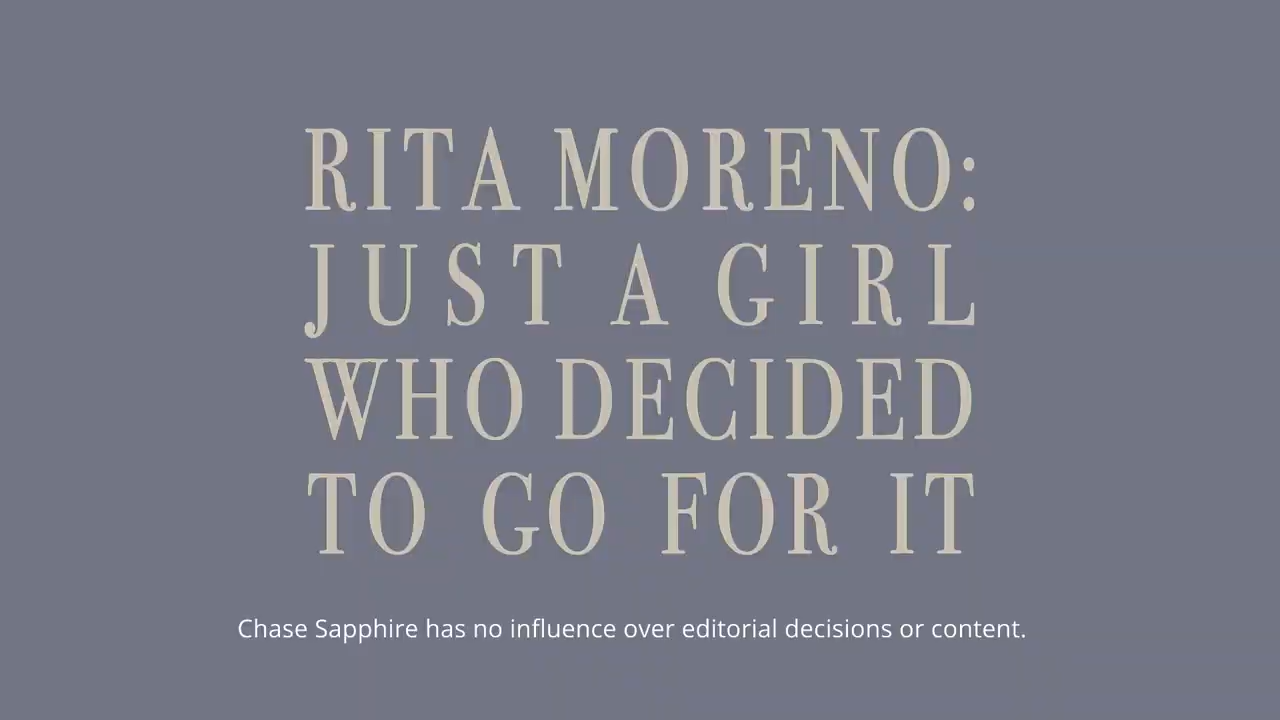 RITA MORENO:
JUST A GIRL
WHO DECIDED
TO GO FOR IT
Chase Sapphire has no influence over editorial decisions or content.